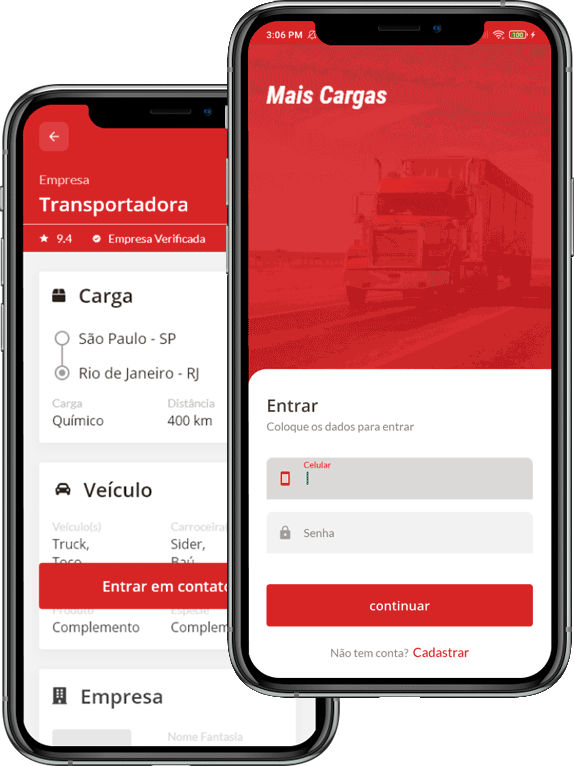 3:06 PM
100
Mais Cargas
Entrar
Coloque os dados para entrar
Celular
Senha
continuar
Não tem conta? Cadastrar
Empresa
Transportadora
9.4 Empresa Verificada
Carga
São Paulo - SP
Rio de Janeiro - RJ
Carga Distância
Químico 400 km
Veículo
Veículo(s) Carroceria(
Truck, Sider,
Toco Baú
Entrar em contato
Produto Espécie
Complemento Complem
Empresa
Nome Fantasia